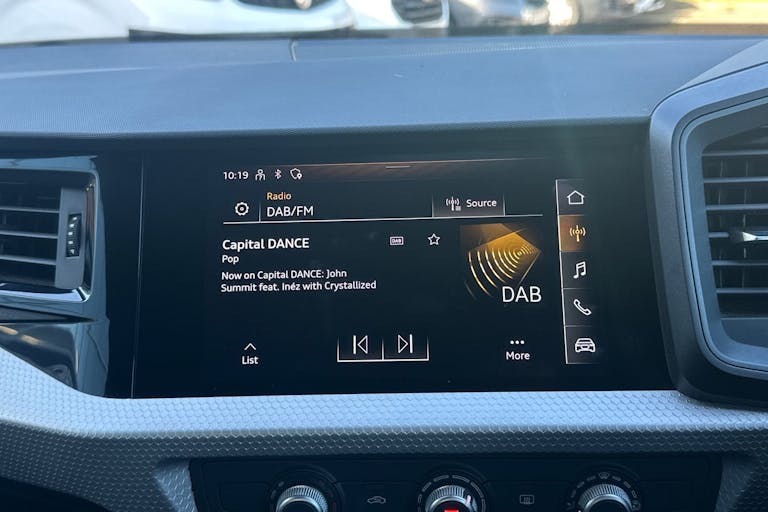 10:19
Radio
DAB/FM
Source
Capital DANCE
DAB
Pop
Now on Capital DANCE: John
Summit feat. Inéz with Crystallized
DAB
List
More